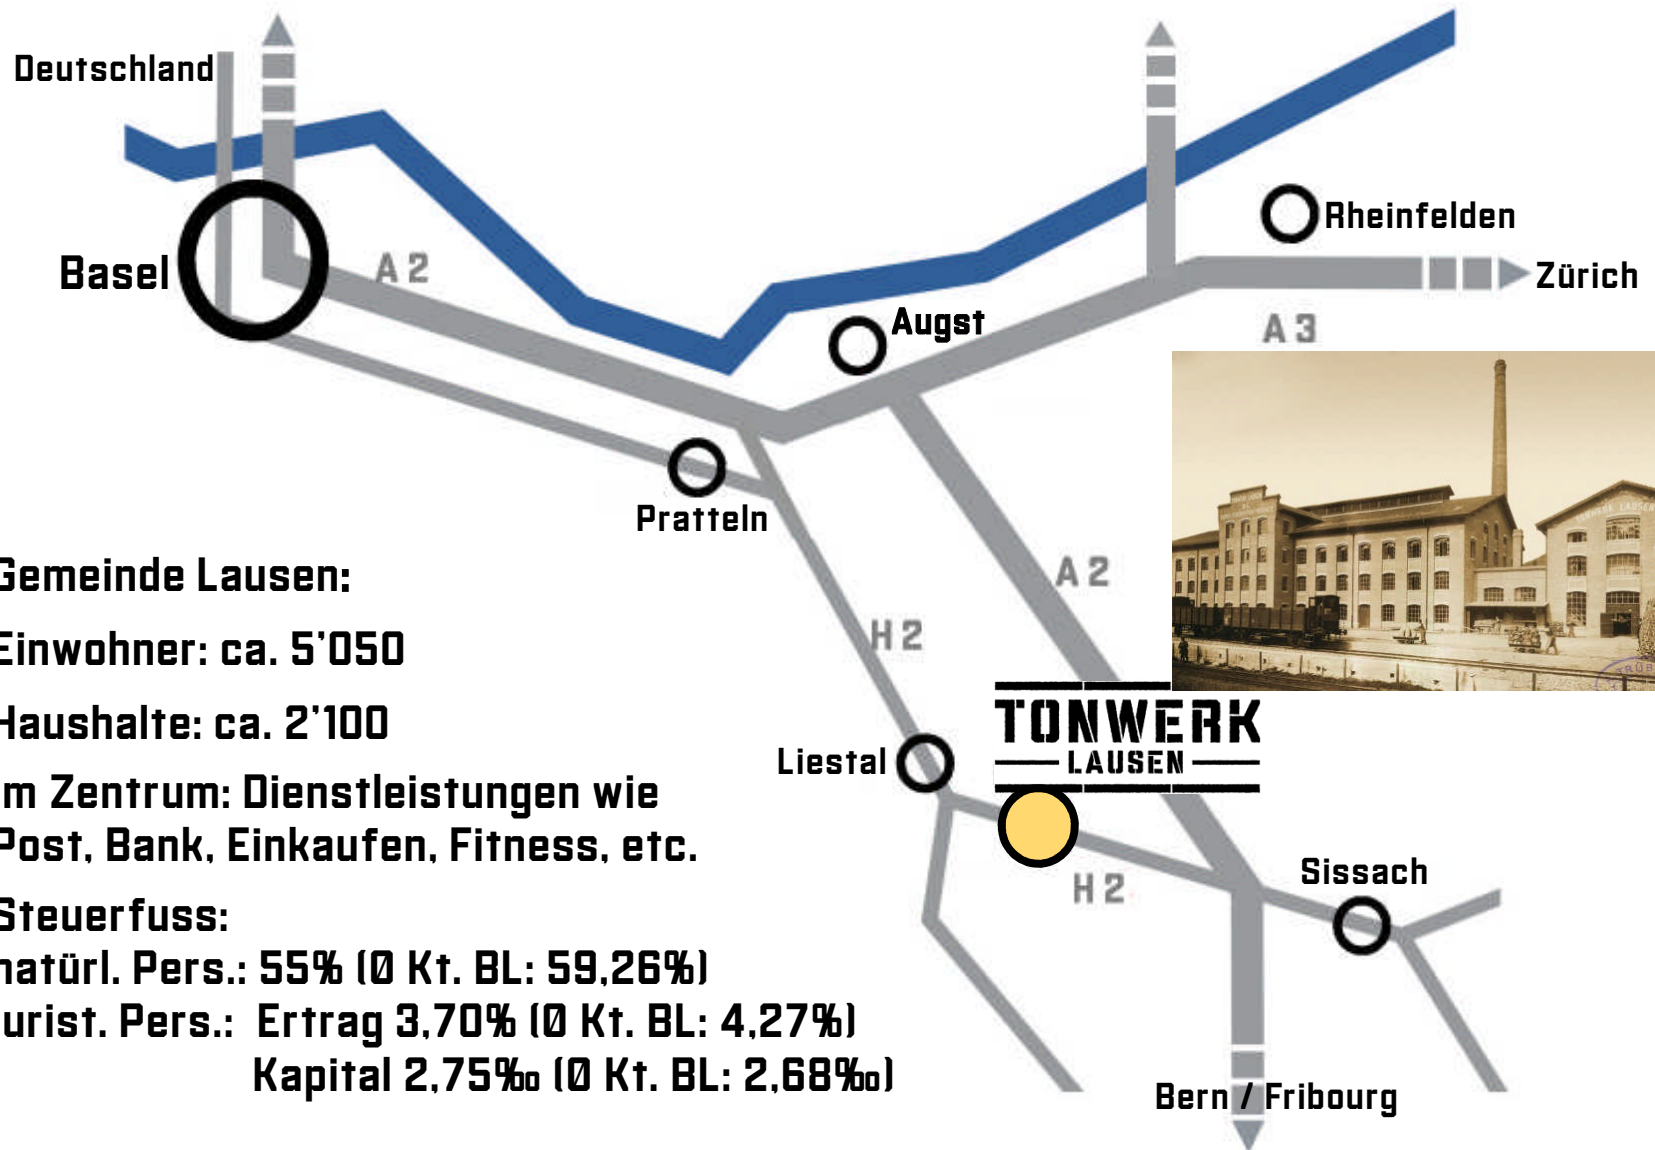 Deutschland
Basel
A 2
Rheinfelden
Zürich
Augst
A 3
Pratteln
Gemeinde Lausen:
Einwohner: ca. 5'050
Haushalte: ca. 2'100
Im Zentrum: Dienstleistungen wie
Post, Bank, Einkaufen, Fitness, etc.
Steuerfuss:
natürl. Pers.: 55% (Ø Kt. BL: 59,26%)
jurist. Pers.: Ertrag 3,70% (Ø Kt. BL: 4,27%)
Kapital 2,75‰ (Ø Kt. BL: 2,68‰)
A 2
H 2
TONWERK
LAUSEN
Liestal
H 2
Sissach
Bern / Fribourg
TONWERK LAUSEN